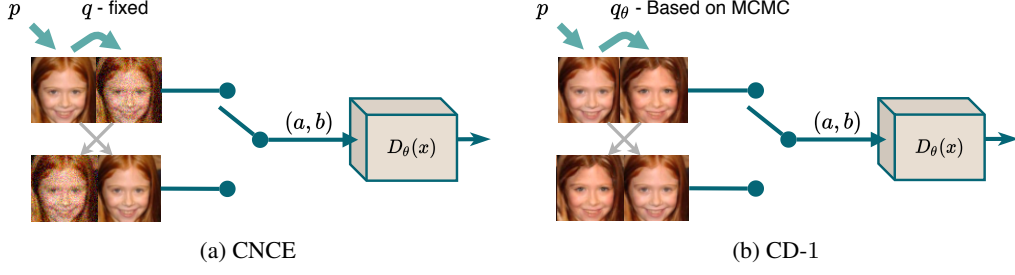 p q - fixed
(a, b)
D_θ(x)
(a) CNCE
p q_θ - Based on MCMC
(a, b)
D_θ(x)
(b) CD-1